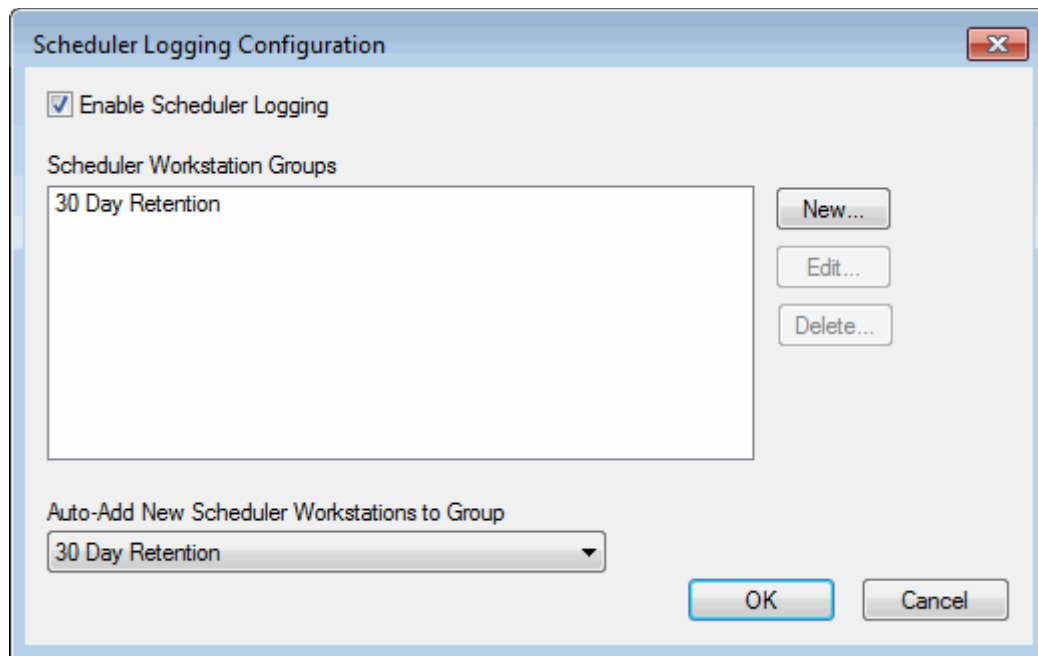 Scheduler Logging Configuration
Enable Scheduler Logging
Scheduler Workstation Groups
30 Day Retention
New...
Edit...
Delete...
Auto-Add New Scheduler Workstations to Group
30 Day Retention
OK
Cancel